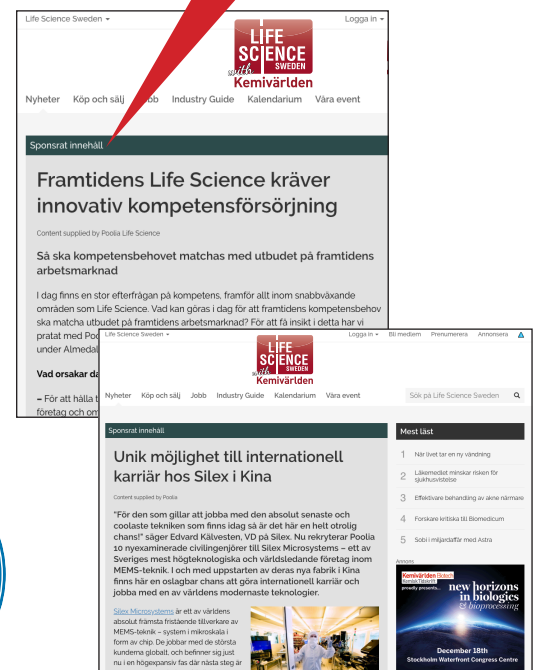 Life Science Sweden
Logga in
LIFE
SCIENCE
SWEDEN
with
Kemivärlden
Nyheter Köp och sälj Jobb Industry Guide Kalendarium Våra event
Sponsrat innehåll
Framtidens Life Science kräver
innovativ kompetensförsörjning
Content supplied by Poolia Life Science
Så ska kompetensbehovet matchas med utbudet på framtidens
arbetsmarknad
I dag finns en stor efterfrågan på kompetens, framför allt inom snabbväxande
områden som Life Science. Vad kan göras i dag för att framtidens kompetensbehov
ska matcha utbudet på framtidens arbetsmarknad? För att få insikt i detta har vi
pratat med
under Almedal
Vad orsakar
– För att hålla
företag och
Life Science Sweden
Logga in Bli medlem Prenumerera Annonsera
LIFE
SCIENCE
SWEDEN
with
Kemivärlden
Nyheter Köp och sälj Jobb Industry Guide Kalendarium Våra event
Sök på Life Science Sweden
Sponsrat innehåll
Unik möjlighet till internationell
karriär hos Silex i Kina
Content supplied by Poolia
"För den som gillar att jobba med den absolut senaste och
coolaste tekniken som finns idag så är det här en helt otrolig
chans!" säger Edvard Kälvesten, VD på Silex. Nu rekryterar Poolia
10 nyexaminerade civilingenjörer till Silex Microsystems – ett av
Sveriges mest högteknologiska och världsledande företag inom
MEMS-teknik. I och med uppstarten av deras nya fabrik i Kina
finns här en oslagbar chans att göra internationell karriär och
jobba med en av världens modernaste teknologier.
Silex Microsystems är ett av världens
absolut främsta fristående tillverkare av
MEMS-teknik – system i mikroskala i
form av chip. De jobbar med de största
kunderna globalt, och befinner sig just
nu i en högexpansiv fas där nästa steg är
Mest läst
1 När livet tar en ny vändning
2 Läkemedlet minskar risken för
sjukhusvistelse
3 Effektivare behandling av akne närmare
4 Forskare kritiska till Biomedicum
5 Sobi i miljardaffär med Astra
Annons
Kemivärlden Biotech
Kemisk Tidskrift
proudly presents...
new horizons
in biologics
& bioprocessing
December 18th
Stockholm Waterfront Congress Centre